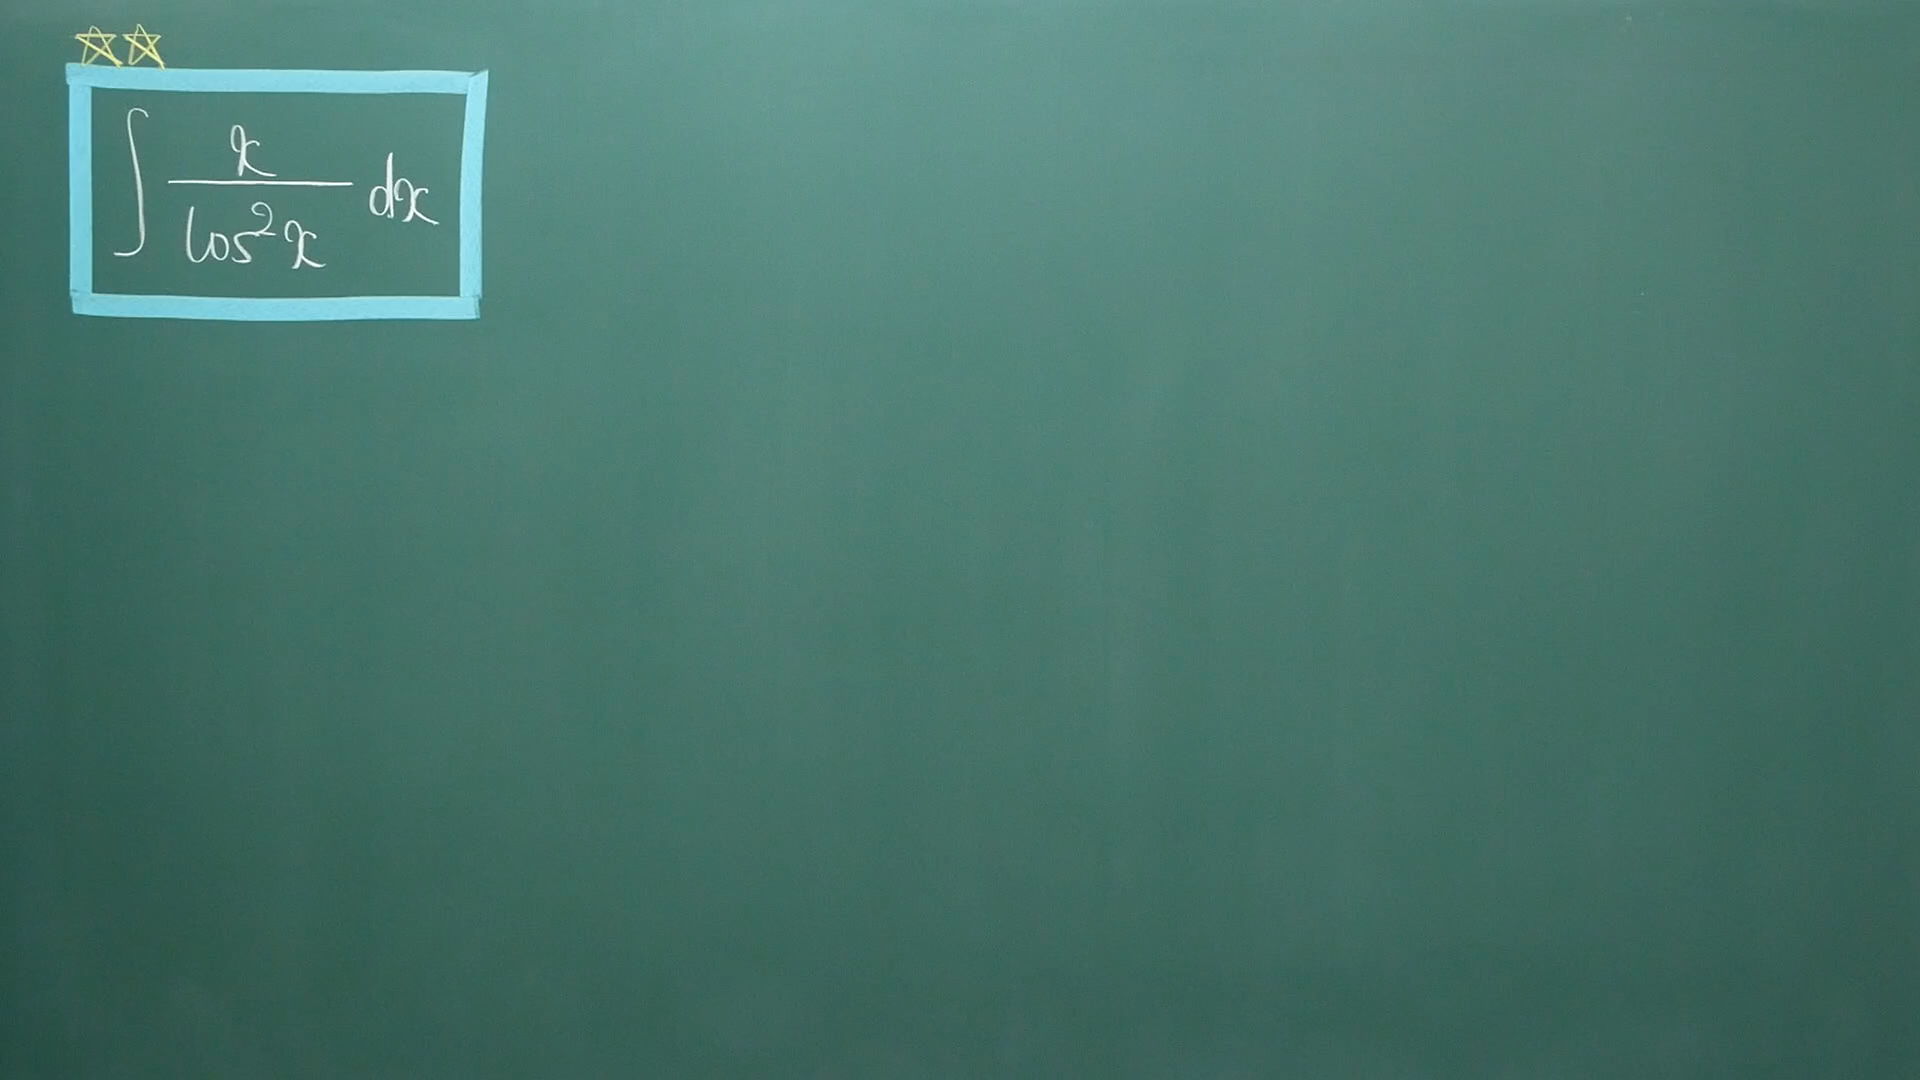 ☆☆
∫ x/cos²x dx